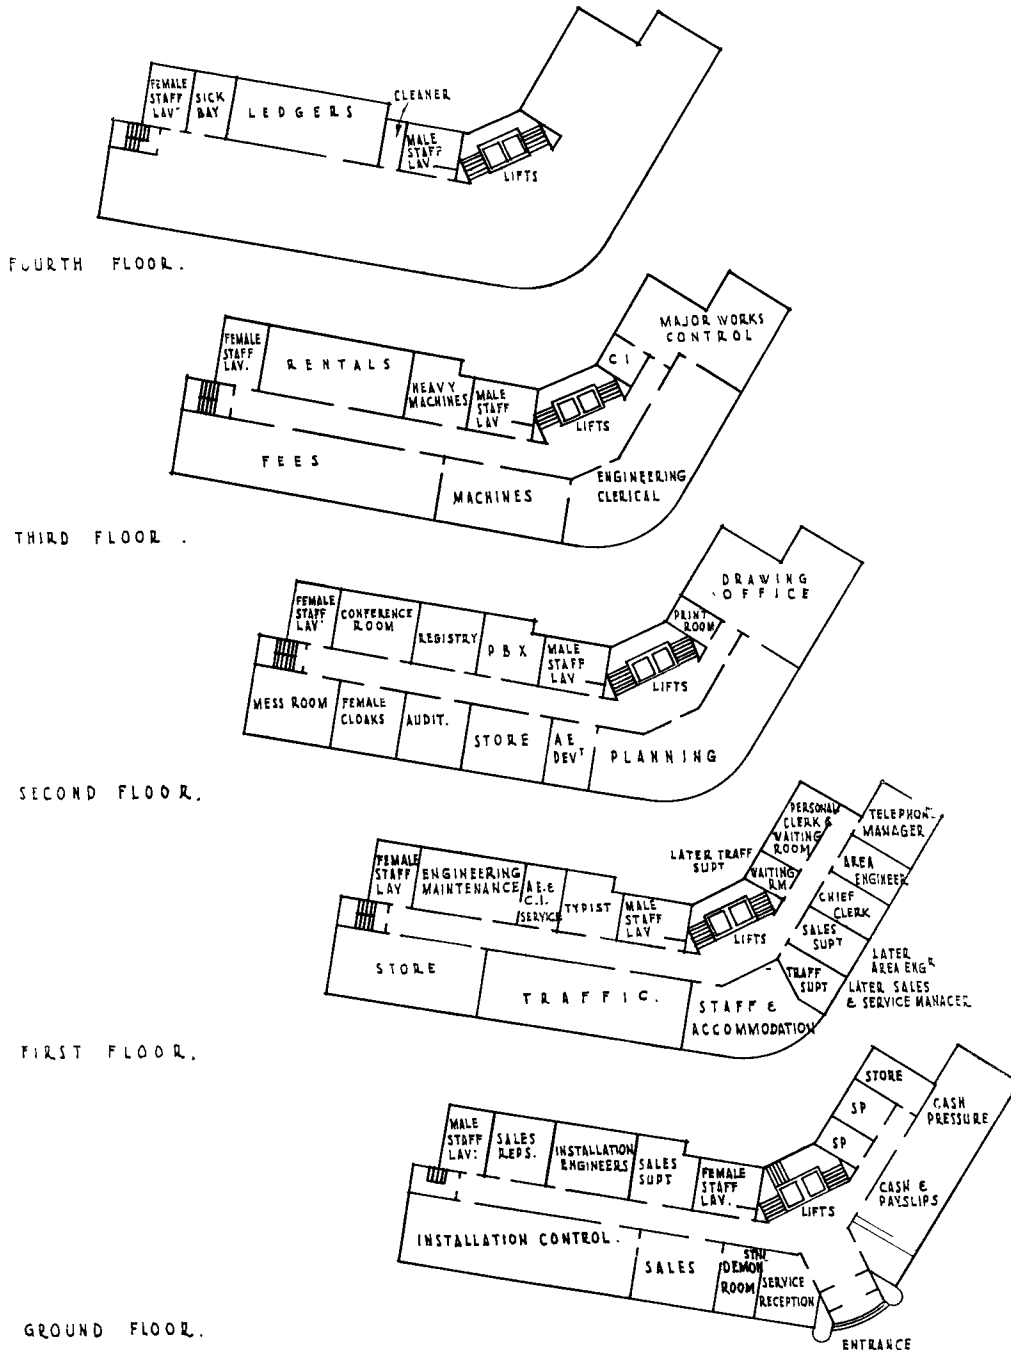 FEMALE
STAFF
LAV
SICK
BAY
LEDGERS
CLEANER
MALE
STAFF
LAV
LIFTS
FOURTH FLOOR.
FEMALE
STAFF
LAV.
RENTALS
HEAVY
MACHINES
MALE
STAFF
LAV
LIFTS
C I
MAJOR WORKS
CONTROL
FEES
MACHINES
ENGINEERING
CLERICAL
THIRD FLOOR .
FEMALE
STAFF
LAV
CONFERENCE
ROOM
REGISTRY
PBX
MALE
STAFF
LAV
LIFTS
PRINT
ROOM
DRAWING
OFFICE
MESS ROOM
FEMALE
CLOAKS
AUDIT.
STORE
A E
DEVT
PLANNING
SECOND FLOOR.
FEMALE
STAFF
LAV
ENGINEERING
MAINTENANCE
A E. &
C.I.
SERVICE
TYPIST
MALE
STAFF
LAV
LATER TRAFF
SUPT
PERSONAL
CLERK &
WAITING
ROOM
WAITING
RM
LIFTS
TELEPHONE
MANAGER
AREA
ENGINEER
CHIEF
CLERK
SALES
SUPT
TRAFF
SUPT
LATER
AREA ENGR
LATER SALES
& SERVICE MANAGER
STORE
TRAFFIC.
STAFF &
ACCOMMODATION
FIRST FLOOR.
MALE
STAFF
LAV:
SALES
REPS.
INSTALLATION
ENGINEERS
SALES
SUPT
FEMALE
STAFF
LAV.
LIFTS
STORE
SP
SP
CASH
PRESSURE
CASH &
PAYSLIPS
INSTALLATION CONTROL.
SALES
DEMON
ROOM
SERVICE
RECEPTION
ENTRANCE
GROUND FLOOR.